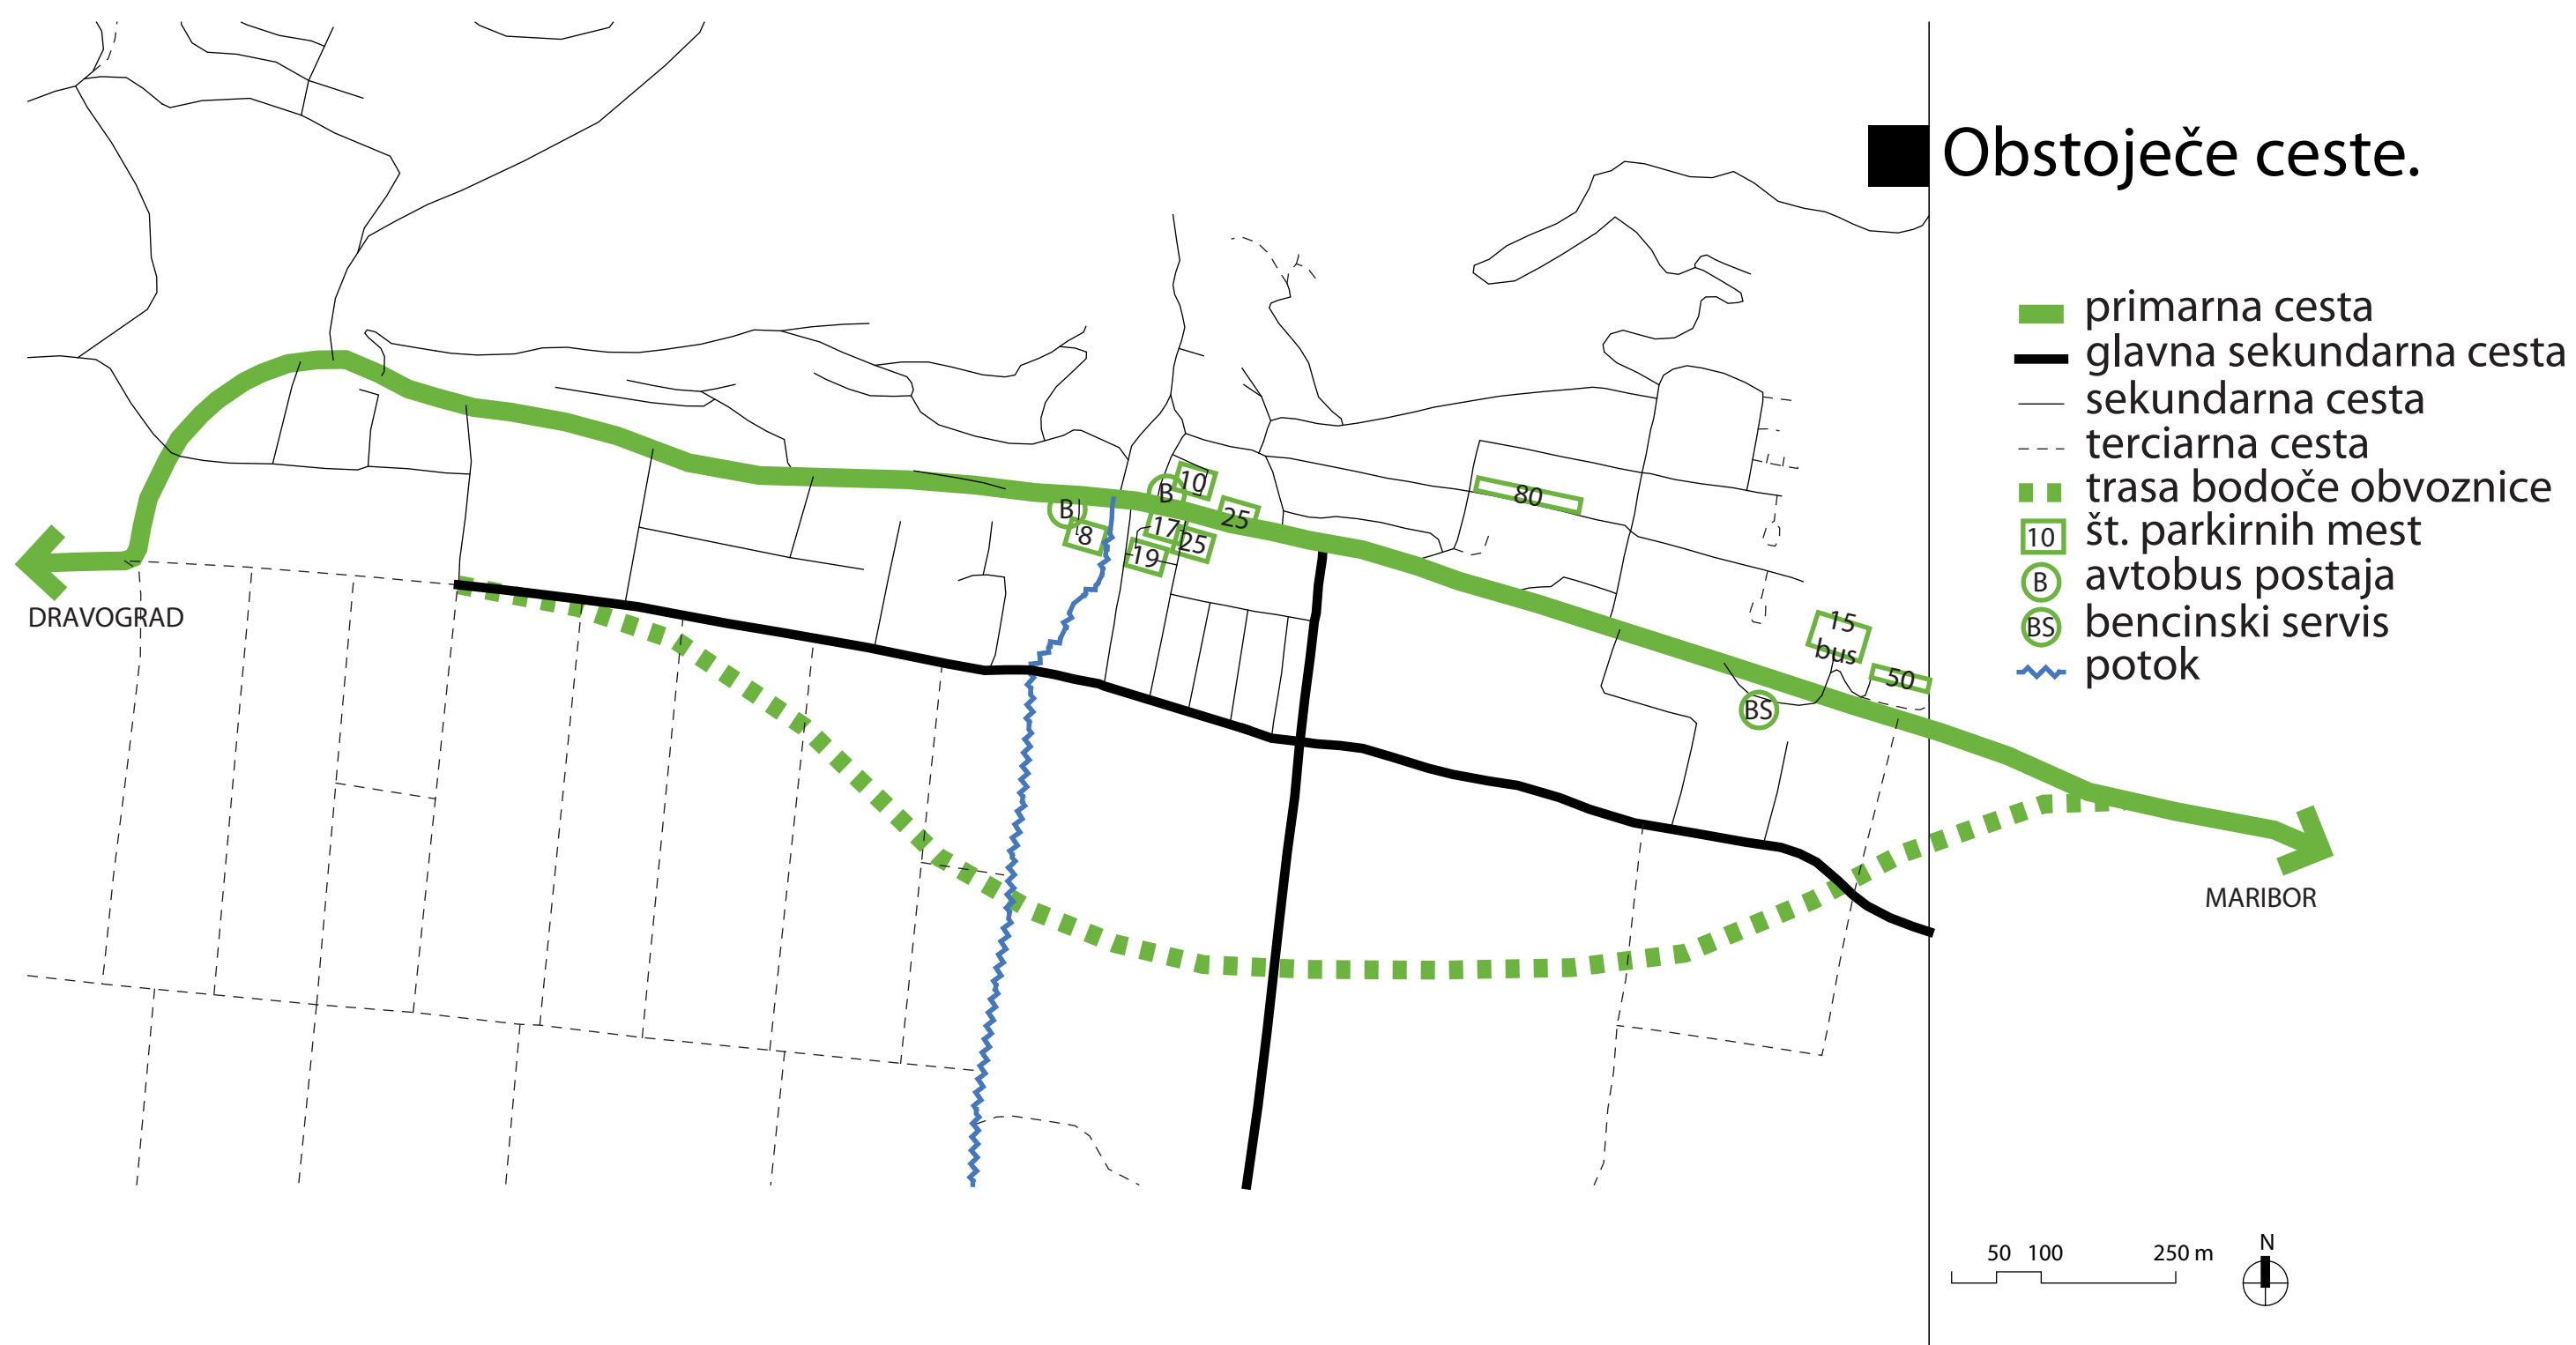 Obstoječe ceste.
primarna cesta
glavna sekundarna cesta
sekundarna cesta
terciarna cesta
trasa bodoče obvoznice
10 št. parkirnih mest
B avtobus postaja
BS bencinski servis
potok
10
B
80
B
25
17
8
25
19
15
bus
50
BS
DRAVOGRAD
MARIBOR
50 100 250 m
N